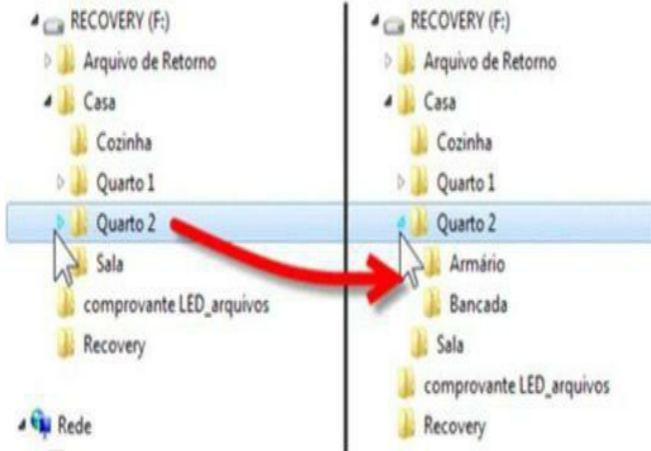 RECOVERY (F:)
Arquivo de Retorno
Casa
Cozinha
Quarto 1
Quarto 2
Sala
comprovante LED_arquivos
Recovery
Rede
RECOVERY (F:)
Arquivo de Retorno
Casa
Cozinha
Quarto 1
Quarto 2
Armário
Bancada
Sala
comprovante LED_arquivos
Recovery